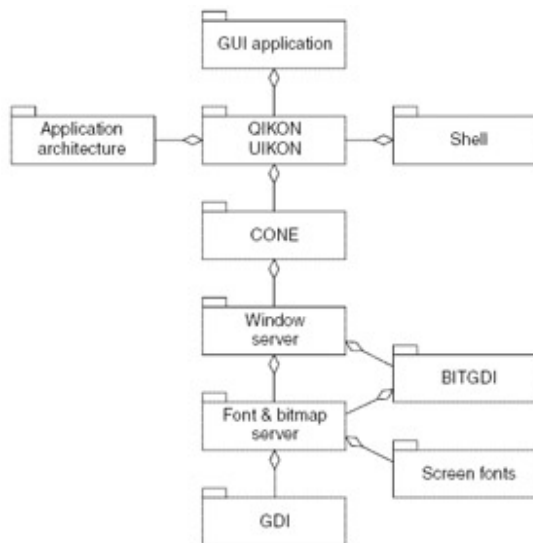 GUI application
Application
architecture
QIKON
UIKON
Shell
CONE
Window
server
BITGDI
Font & bitmap
server
Screen fonts
GDI